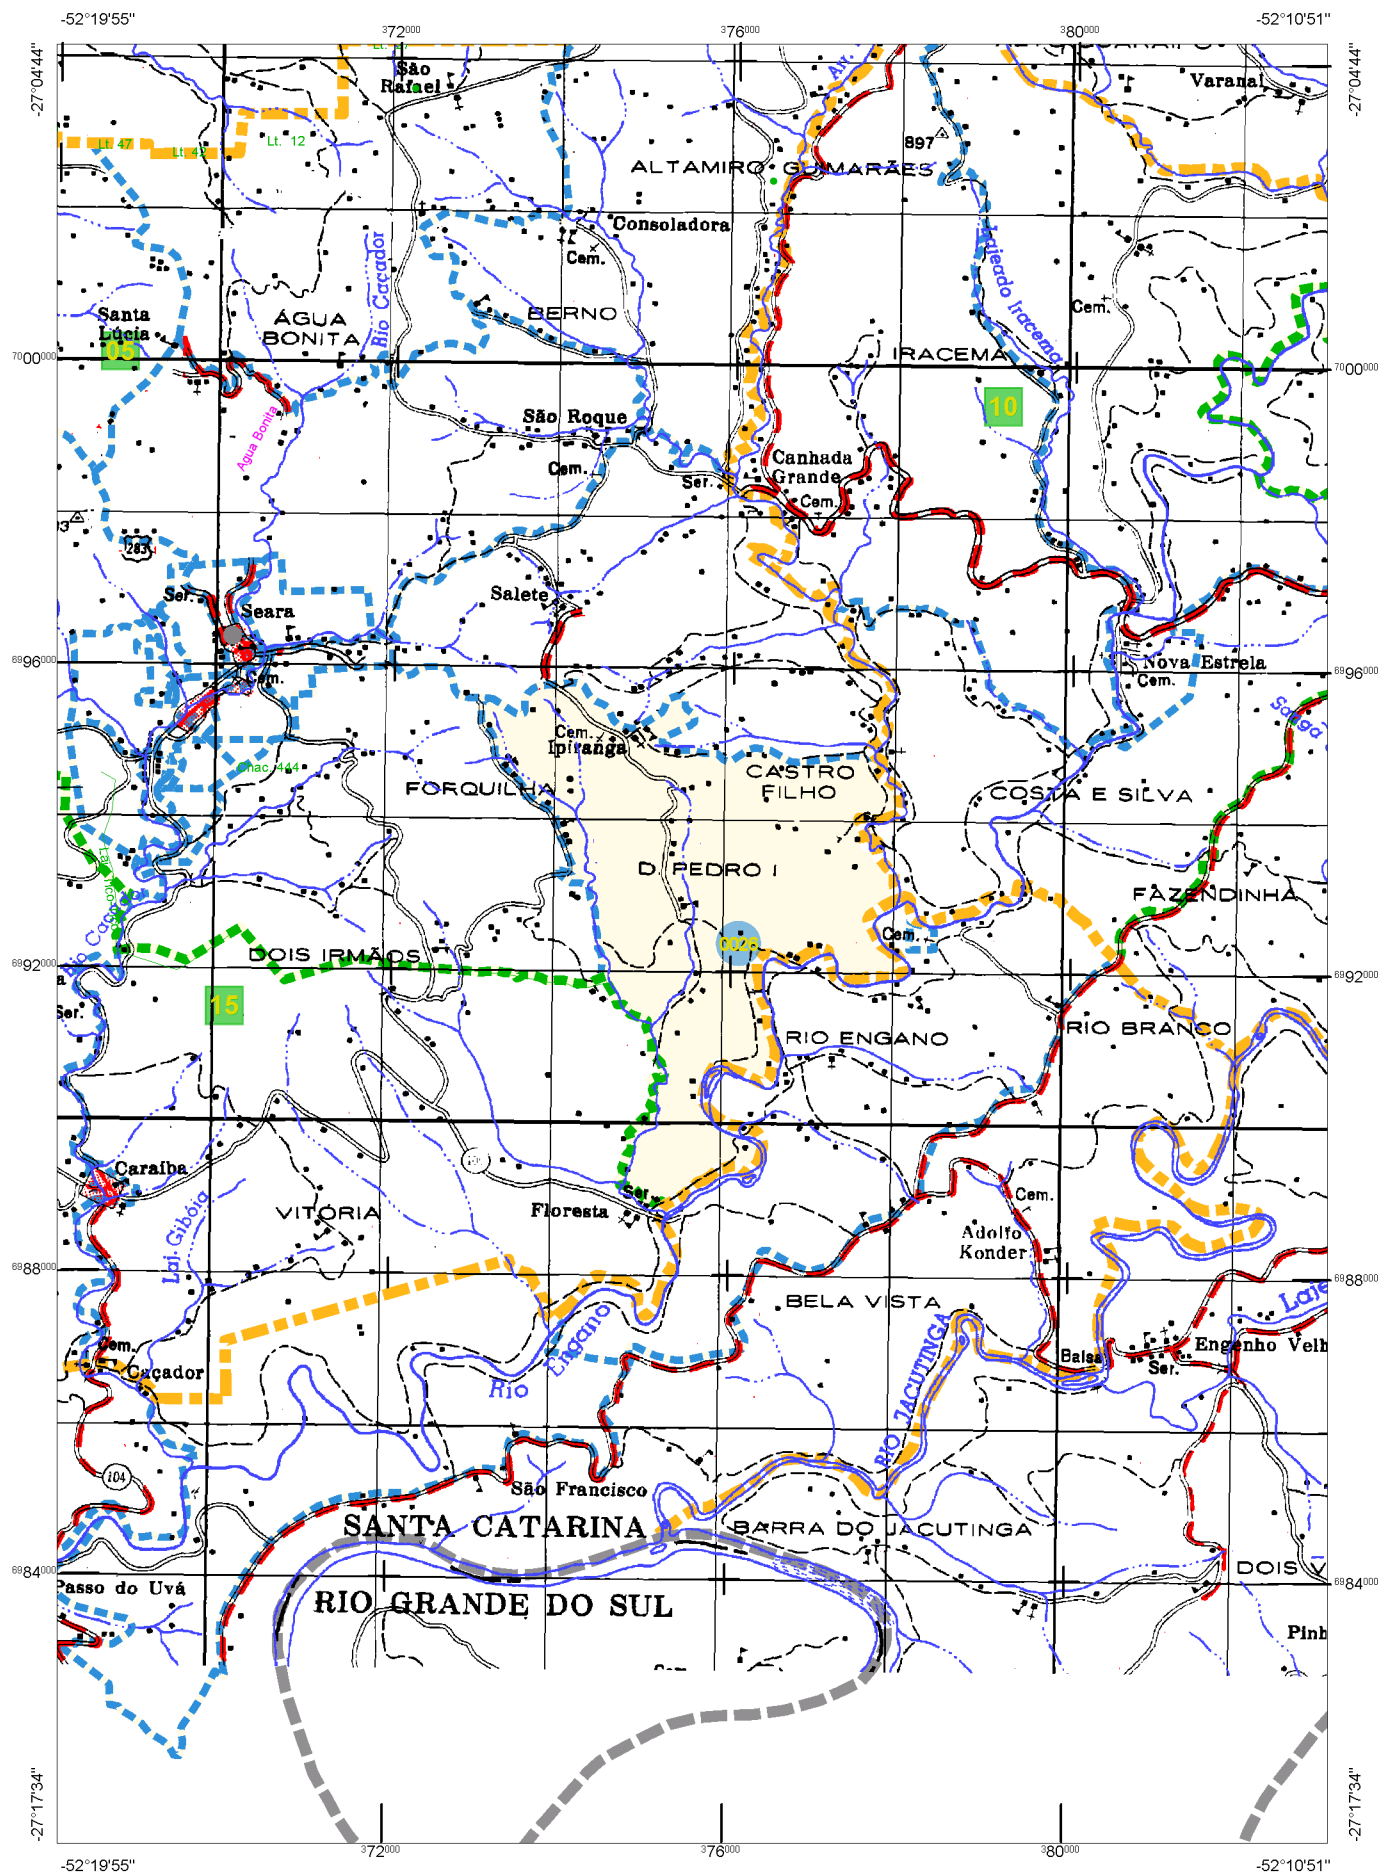 -52°19'55"
372000
376000
380000
-52°10'51"
-27°04'44"
-27°04'44"
São
Rafael
Varanal
Arr.
897
Lt. 47
Lt. 42
Lt. 12
ALTAMIRO GUIMARÃES
Consoladora
Cem.
Rio Caçador
Lajeado Iracema
Cem.
Santa
Lúcia
05
ÁGUA
BONITA
BERNO
IRACEMA
7000000
7000000
10
São Roque
Agua Bonita
Cem.
Ser.
Canhada
Grande
Cem.
283
Ser.
Seara
Salete
6996000
6996000
Cem.
Nova Estrela
Cem.
Cem.
Ipiranga
Chac. 444
FORQUILHA
CASTRO
FILHO
COSTA E SILVA
D. PEDRO I
FAZENDINHA
0028
Cem.
DOIS IRMÃOS
6992000
6992000
15
Ser.
RIO ENGANO
RIO BRANCO
Caraíba
Laj. Gibóia
VITÓRIA
Ser.
Floresta
Cem.
Adolfo
Konder
6988000
6988000
BELA VISTA
Laje
Cem.
Caçador
Rio Engano
RIO JACUTINGA
Balsa
Ser.
Engenho Velh
104
São Francisco
SANTA CATARINA
BARRA DO JACUTINGA
DOIS V
6984000
6984000
Passo do Uvá
RIO GRANDE DO SUL
Pinh
-27°17'34"
-27°17'34"
372000
376000
380000
-52°19'55"
-52°10'51"